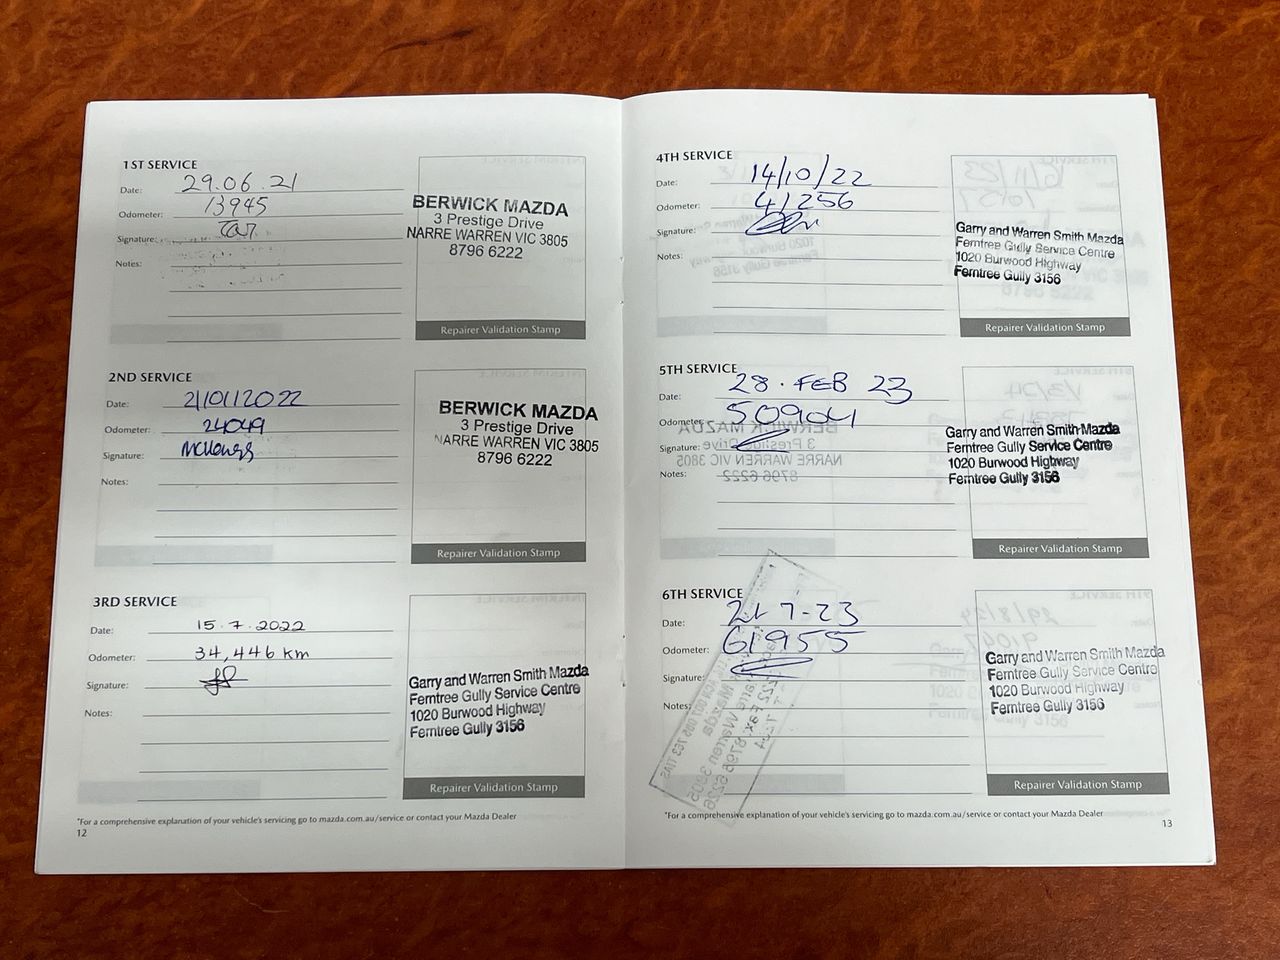 1ST SERVICE
Date: 29.06.21
Odometer: 13945
Signature:
Notes:
BERWICK MAZDA
3 Prestige Drive
NARRE WARREN VIC 3805
8796 6222
Repairer Validation Stamp
2ND SERVICE
Date: 21/01/2022
Odometer: 24049
Signature:
Notes:
BERWICK MAZDA
3 Prestige Drive
NARRE WARREN VIC 3805
8796 6222
Repairer Validation Stamp
3RD SERVICE
Date: 15.7.2022
Odometer: 34,446 km
Signature:
Notes:
Garry and Warren Smith Mazda
Ferntree Gully Service Centre
1020 Burwood Highway
Ferntree Gully 3156
Repairer Validation Stamp
*For a comprehensive explanation of your vehicle's servicing go to mazda.com.au/service or contact your Mazda Dealer
12
4TH SERVICE
Date: 14/10/22
Odometer: 41256
Signature:
Notes:
Garry and Warren Smith Mazda
Ferntree Gully Service Centre
1020 Burwood Highway
Ferntree Gully 3156
Repairer Validation Stamp
5TH SERVICE
Date: 28. FEB 23
Odometer: 50904
Signature:
Notes:
Garry and Warren Smith Mazda
Ferntree Gully Service Centre
1020 Burwood Highway
Ferntree Gully 3156
Repairer Validation Stamp
6TH SERVICE
Date: 21-7-23
Odometer: 61955
Signature:
Notes:
Garry and Warren Smith Mazda
Ferntree Gully Service Centre
1020 Burwood Highway
Ferntree Gully 3156
Repairer Validation Stamp
*For a comprehensive explanation of your vehicle's servicing go to mazda.com.au/service or contact your Mazda Dealer
13